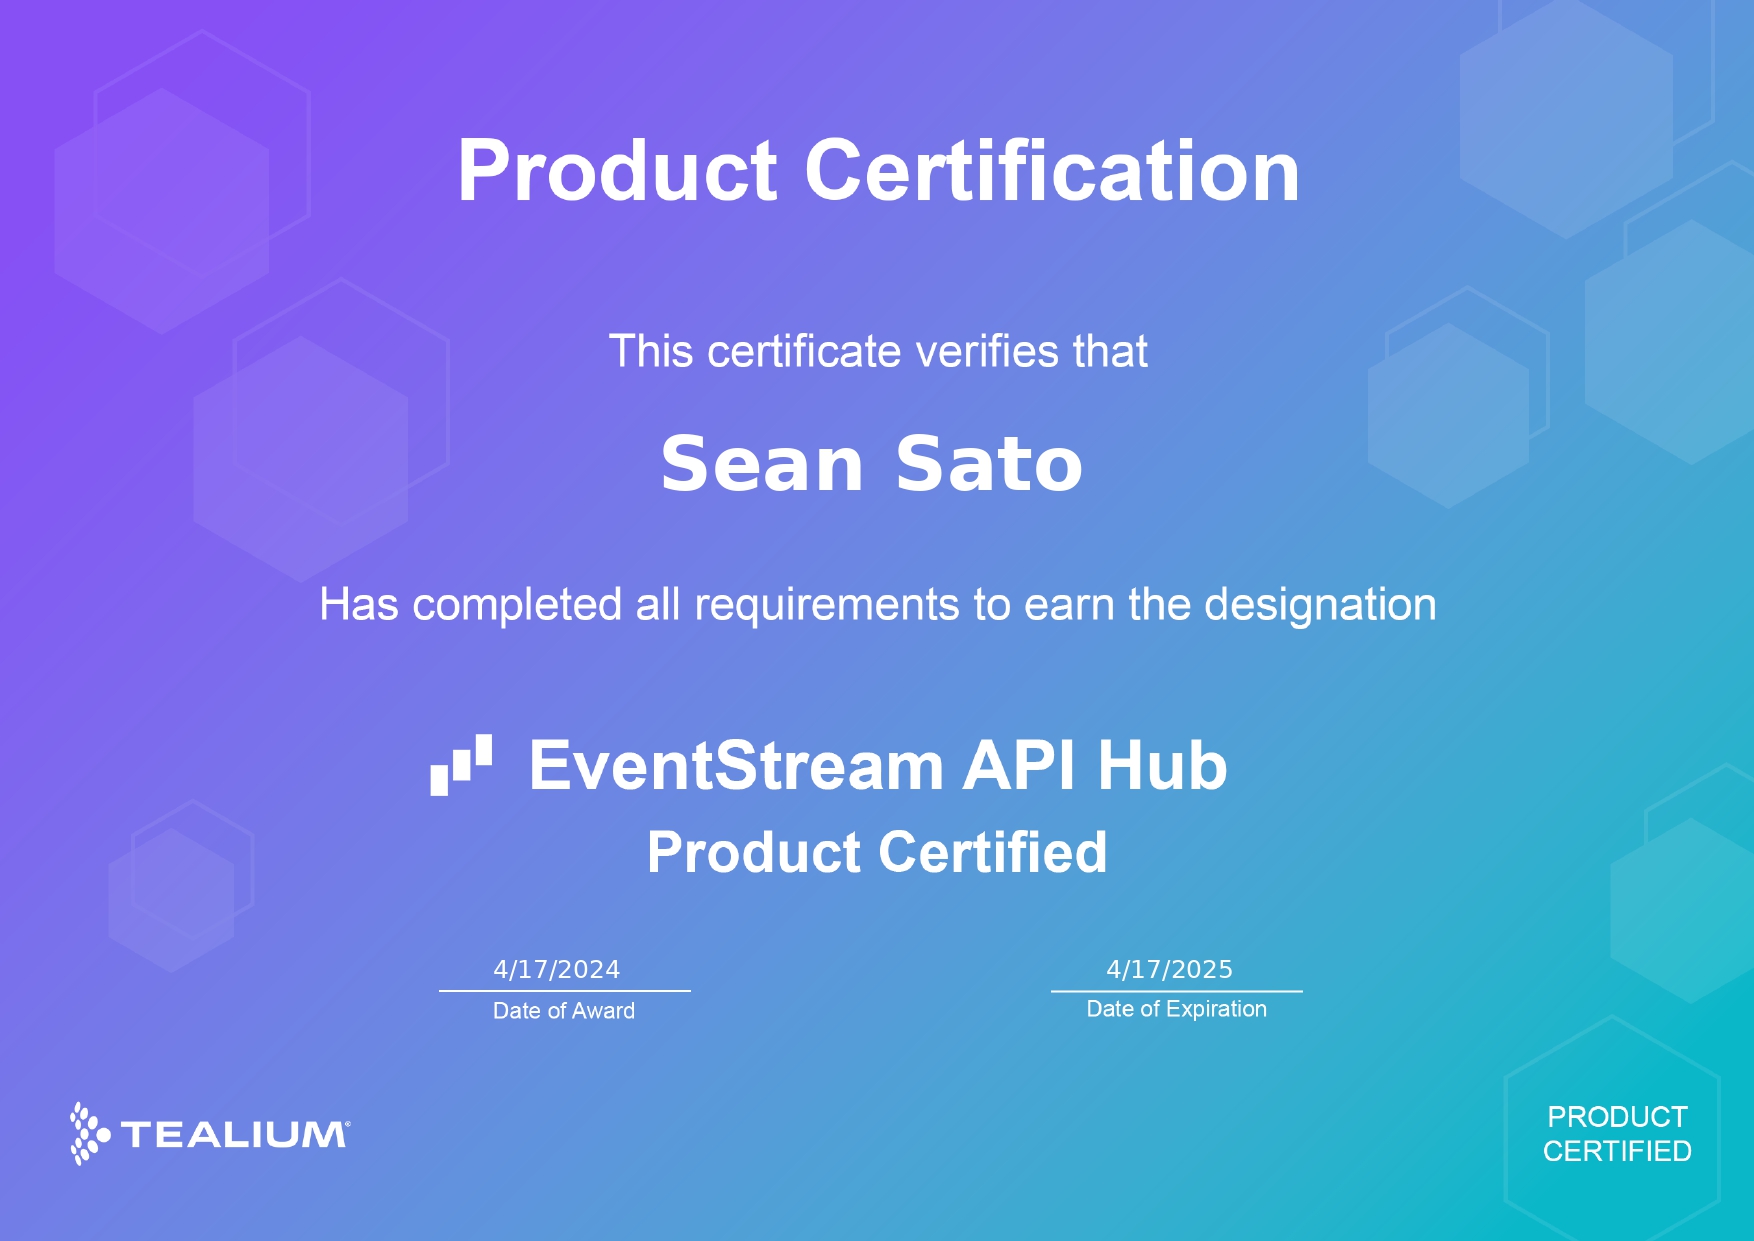 Product Certification
This certificate verifies that
Sean Sato
Has completed all requirements to earn the designation
EventStream API Hub
Product Certified
4/17/2024
Date of Award
4/17/2025
Date of Expiration
TEALIUM®
PRODUCT
CERTIFIED